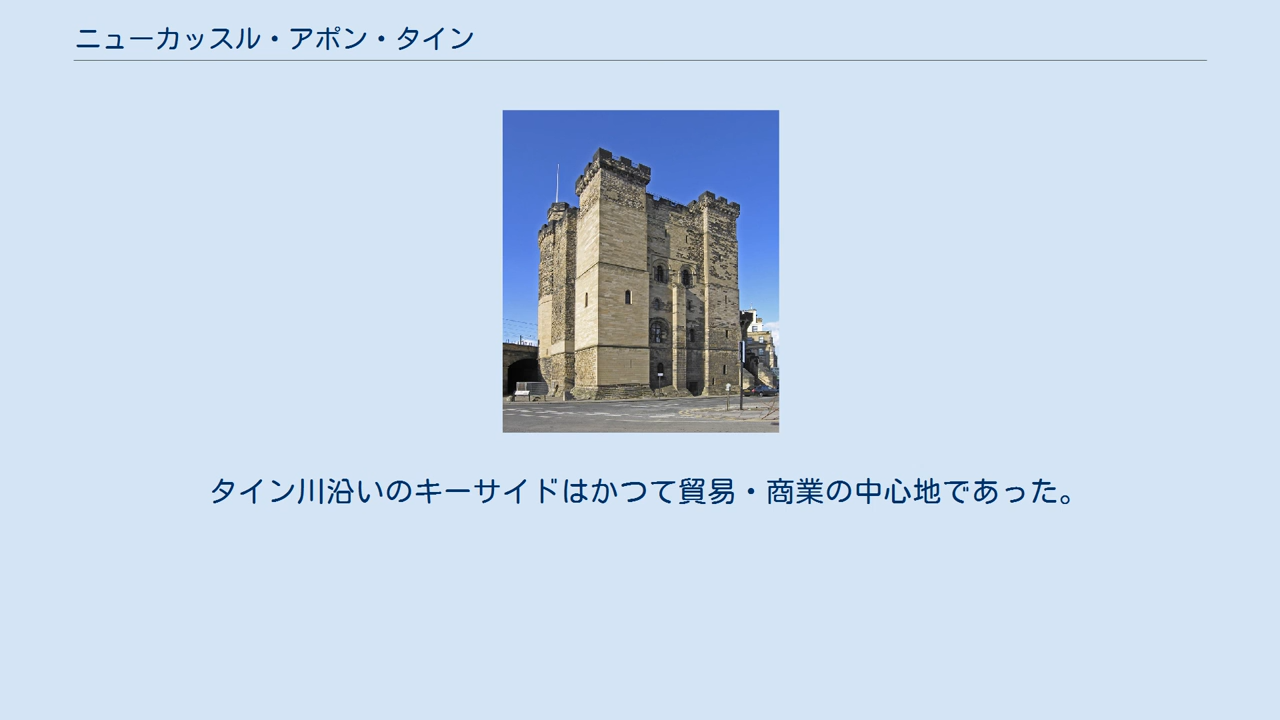 ニューカッスル・アポン・タイン
タイン川沿いのキーサイドはかつて貿易・商業の中心地であった。